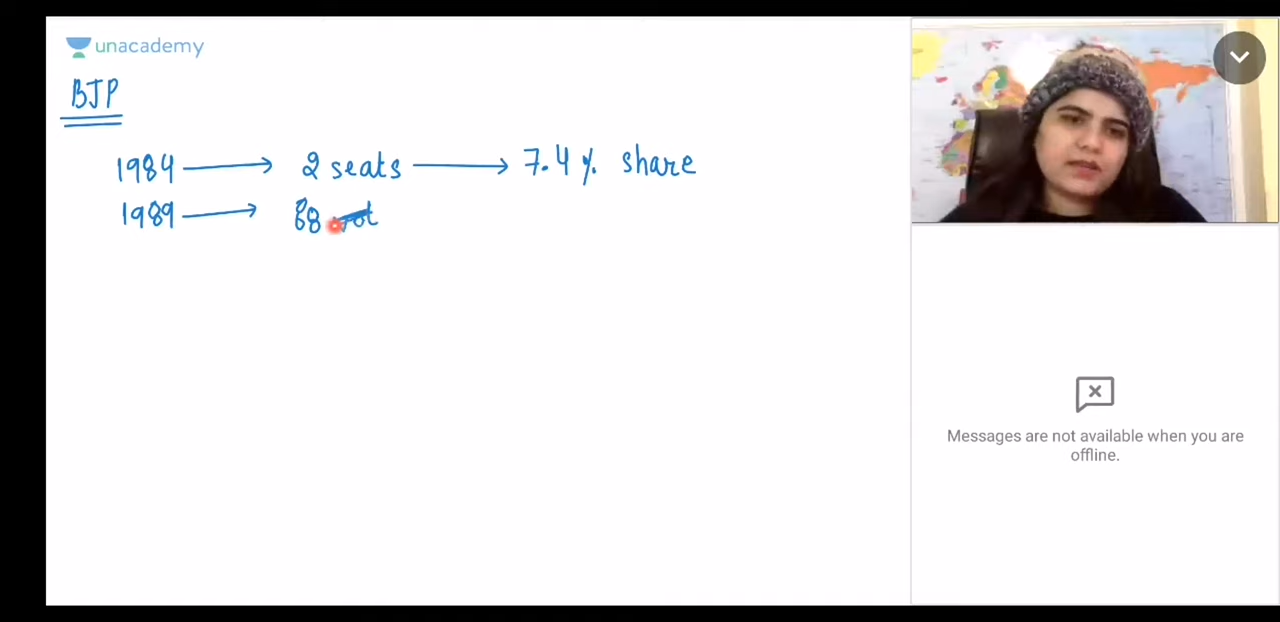 unacademy
BJP
1984 → 2 seats → 7.4 % share
1989 → 88
Messages are not available when you are
offline.